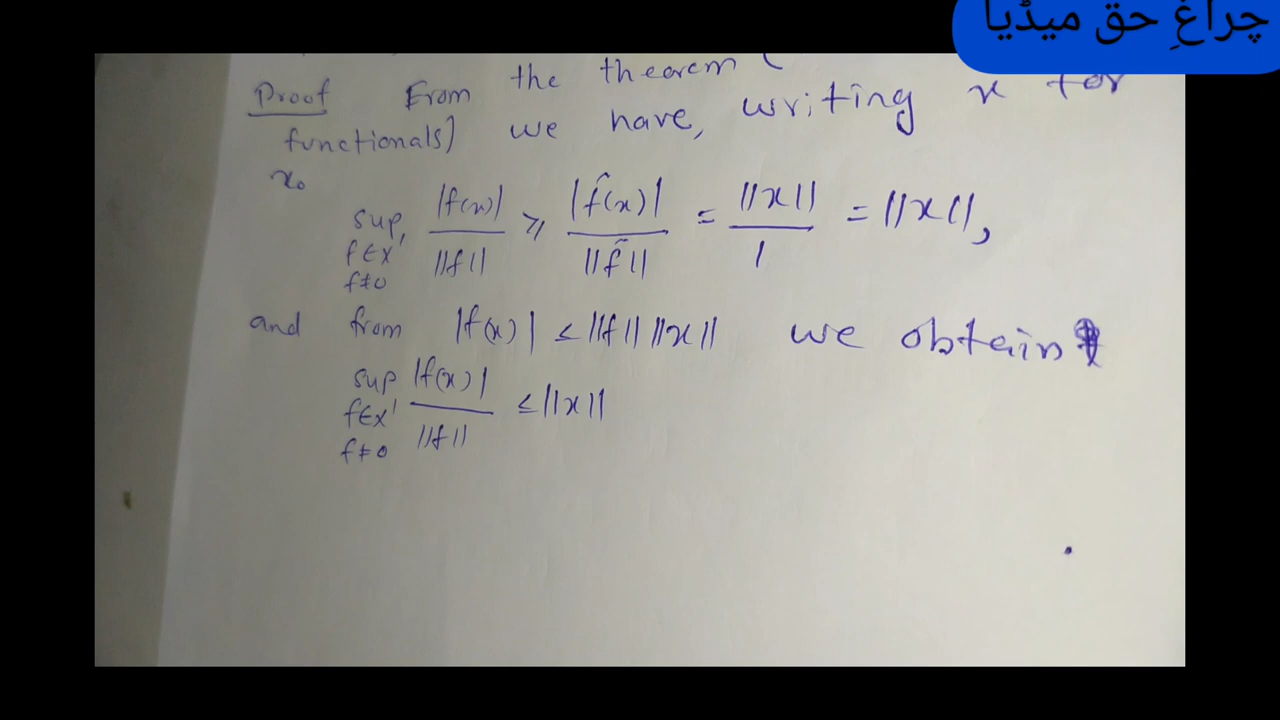 چراغِ حق میڈیا
Proof From the theorem (
functionals) we have, writing x for
x₀
sup f∈x' f≠0 |f(x)| / ||f|| ≥ |f̃(x)| / ||f̃|| = ||x|| / 1 = ||x||,
and from |f(x)| ≤ ||f|| ||x|| we obtain
sup f∈x' f≠0 |f(x)| / ||f|| ≤ ||x||